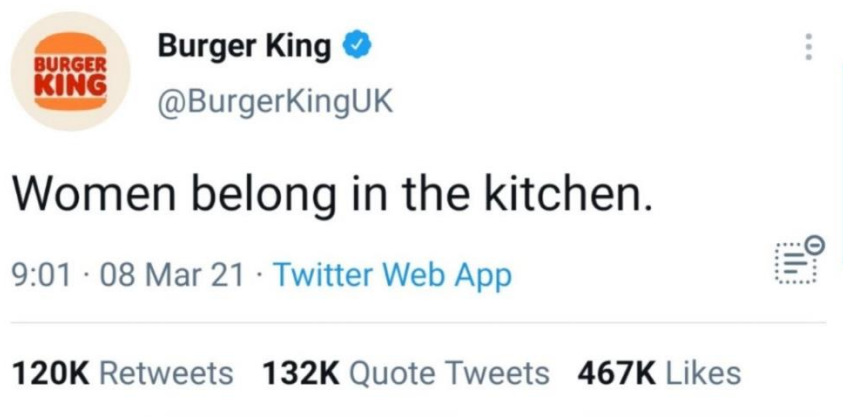 BURGER
KING
Burger King
@BurgerKingUK
Women belong in the kitchen.
9:01 · 08 Mar 21 · Twitter Web App
120K Retweets 132K Quote Tweets 467K Likes